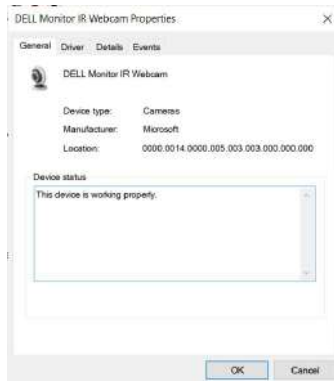 DELL Monitor IR Webcam Properties
General Driver Details Events
DELL Monitor IR Webcam
Device type: Cameras
Manufacturer: Microsoft
Location: 0000.0014.0000.005.003.003.000.000.000
Device status
This device is working properly.
OK Cancel